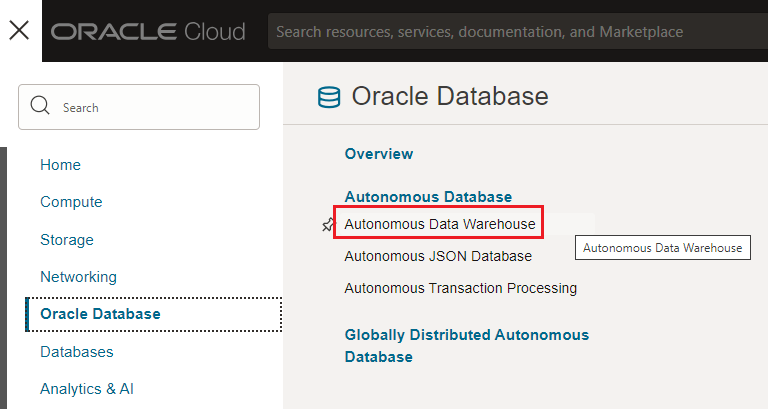 ORACLE Cloud
Search resources, services, documentation, and Marketplace
Search
Home
Compute
Storage
Networking
Oracle Database
Databases
Analytics & AI
Oracle Database
Overview
Autonomous Database
Autonomous Data Warehouse
Autonomous Data Warehouse
Autonomous JSON Database
Autonomous Transaction Processing
Globally Distributed Autonomous
Database